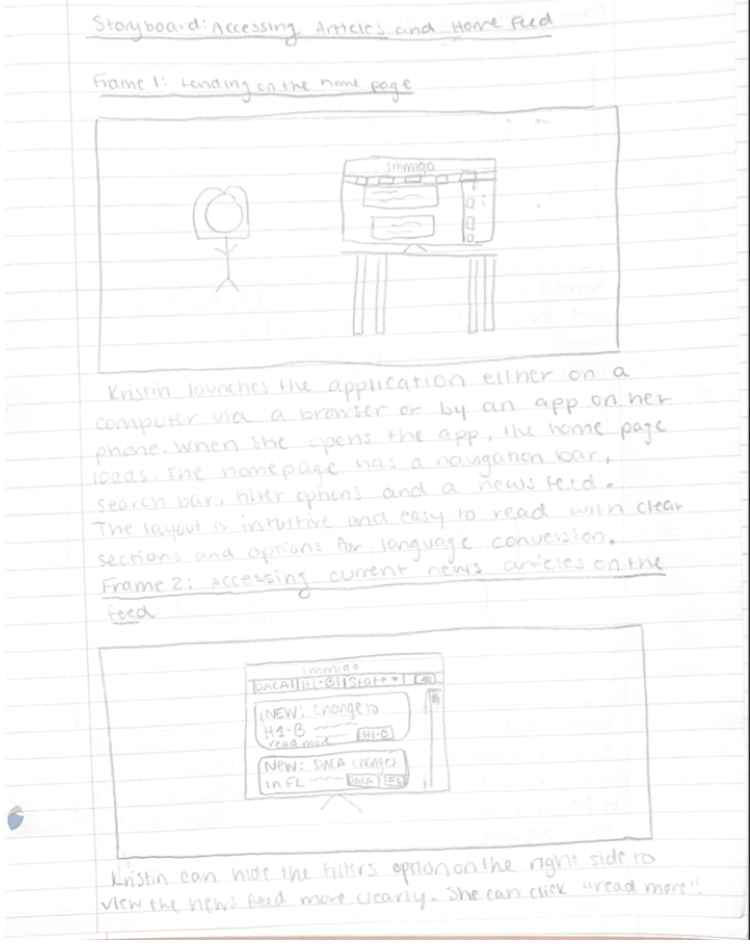 Storyboard: Accessing Articles and Home Feed
Frame 1: Landing on the home page
immigo
Kristin launches the application either on a
computer via a browser or by an app on her
phone. When she opens the app, the home page
loads. The homepage has a navigation bar,
search bar, filter options and a news feed.
The layout is intuitive and easy to read with clear
sections and options for language conversion.
Frame 2: Accessing current news articles on the
feed
immigo
DACA H1-B State
NEW: Change to
H1-B
read more H1-B
New: DACA changes
in FL DACA FL
Kristin can hide the filters option on the right side to
view the news feed more clearly. She can click "read more".